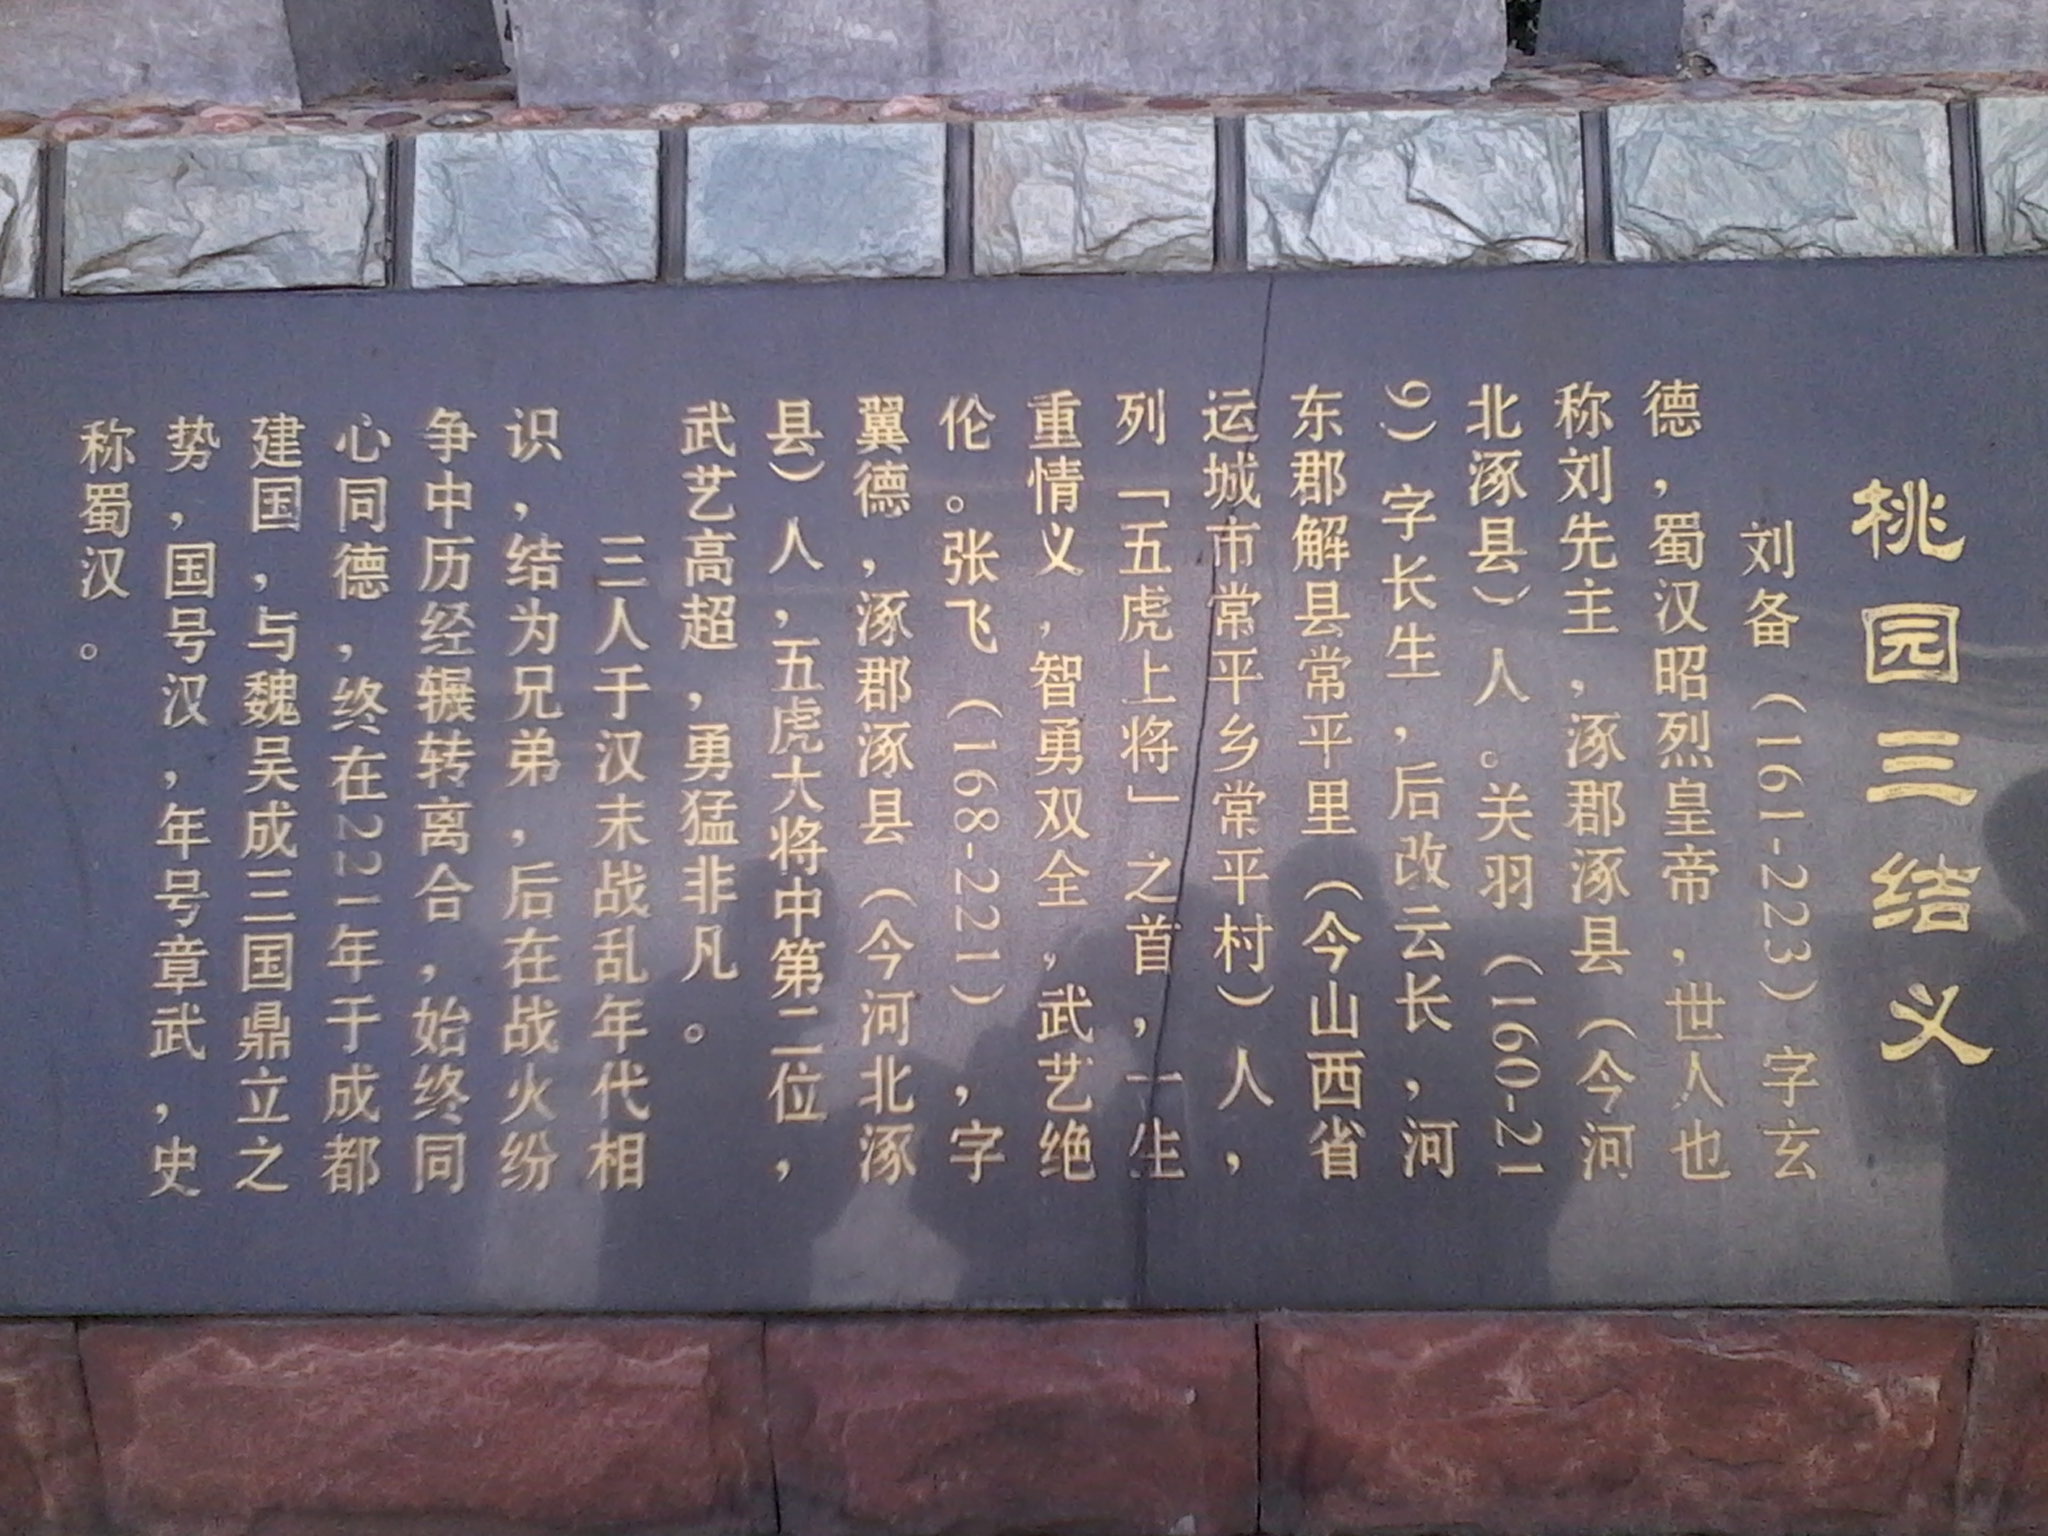 桃园三结义
刘备（161-223）字玄
德，蜀汉昭烈皇帝，世人也
称刘先主，涿郡涿县（今河
北涿县）人。关羽（160-21
9）字长生，后改云长，河
东郡解县常平里（今山西省
运城市常平乡常平村）人，
列「五虎上将」之首，一生
重情义，智勇双全，武艺绝
伦。张飞（168-221），字
翼德，涿郡涿县（今河北涿
县）人，五虎大将中第二位，
武艺高超，勇猛非凡。
三人于汉末战乱年代相
识，结为兄弟，后在战火纷
争中历经辗转离合，始终同
心同德，终在221年于成都
建国，与魏吴成三国鼎立之
势，国号汉，年号章武，史
称蜀汉。